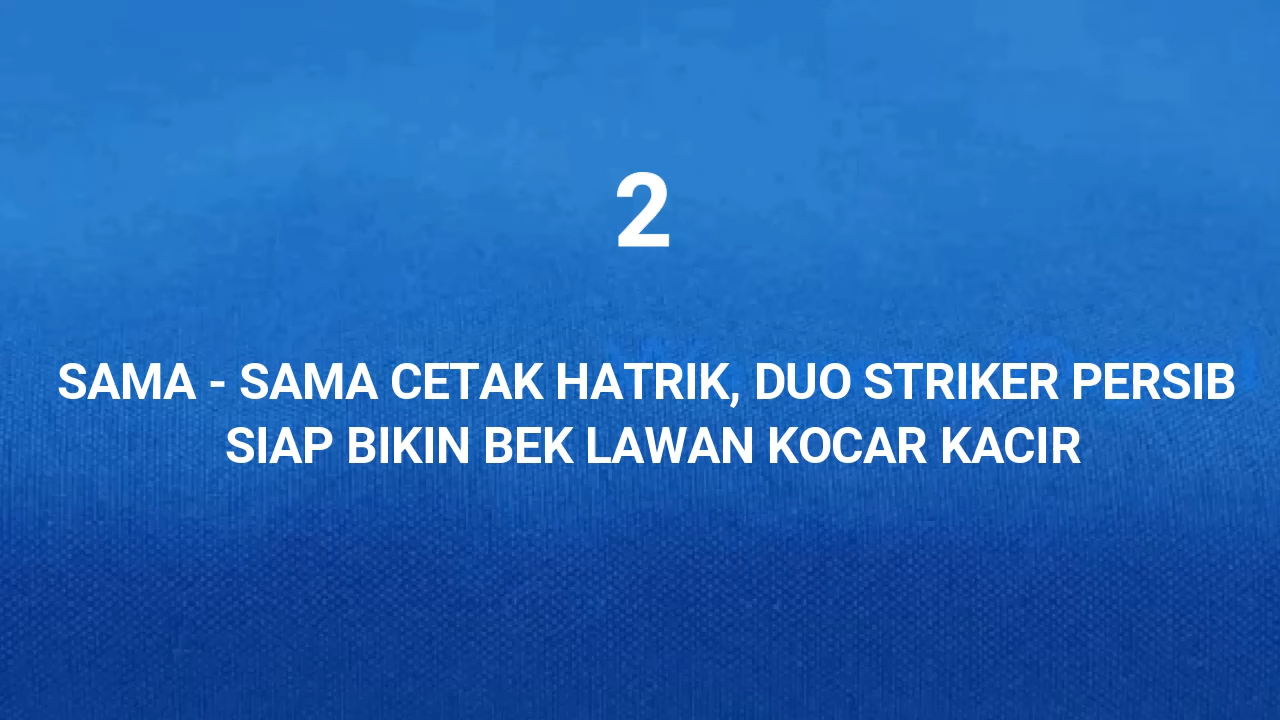 2
SAMA - SAMA CETAK HATRIK, DUO STRIKER PERSIB
SIAP BIKIN BEK LAWAN KOCAR KACIR